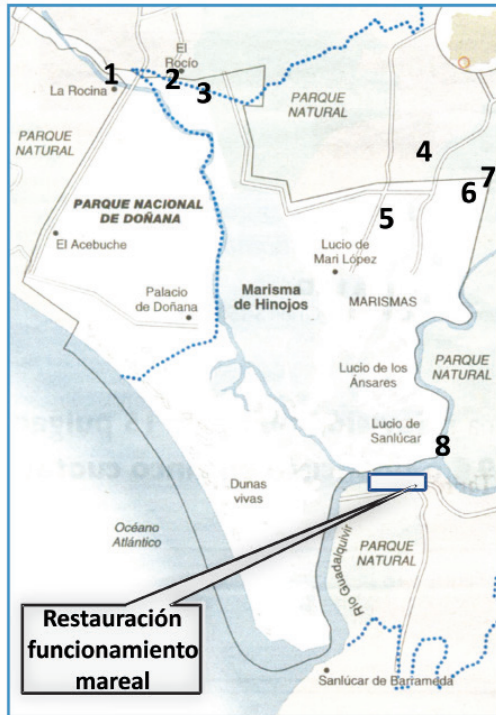 El
Rocío
1
2
3
La Rocina
PARQUE
NATURAL
4
PARQUE
NATURAL
7
6
5
PARQUE NACIONAL
DE DOÑANA
El Acebuche
Lucio de
Mari López
Marisma
de Hinojos
MARISMAS
Palacio
de Doñana
PARQUE
NATURAL
Lucio de los
Ánsares
Lucio de
Sanlúcar
8
Dunas
vivas
Océano
Atlántico
PARQUE
NATURAL
Río Guadalquivir
Restauración
funcionamiento
mareal
Sanlúcar de Barrameda